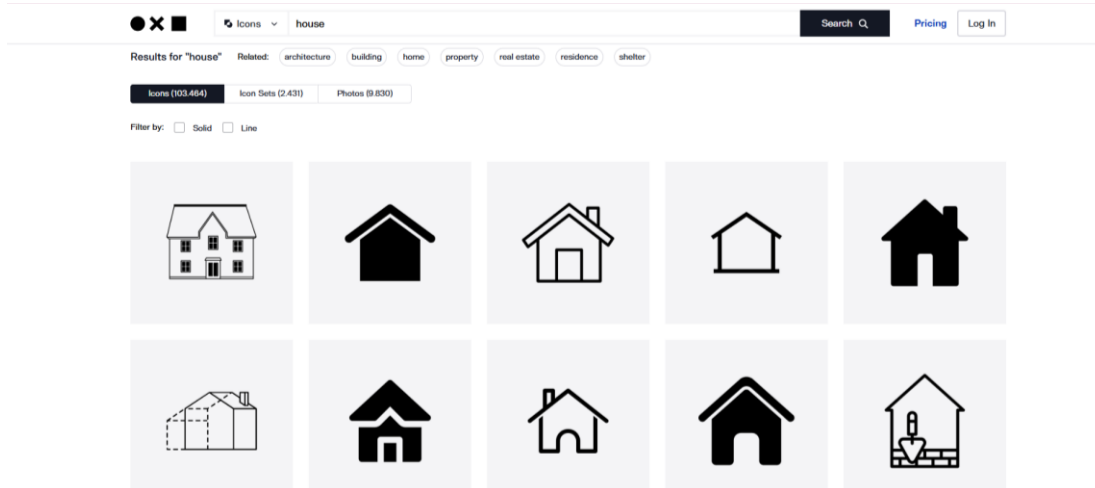 Icons house Search Pricing Log In
Results for "house" Related: architecture building home property real estate residence shelter
Icons (103.464) Icon Sets (2.431) Photos (9.830)
Filter by: Solid Line